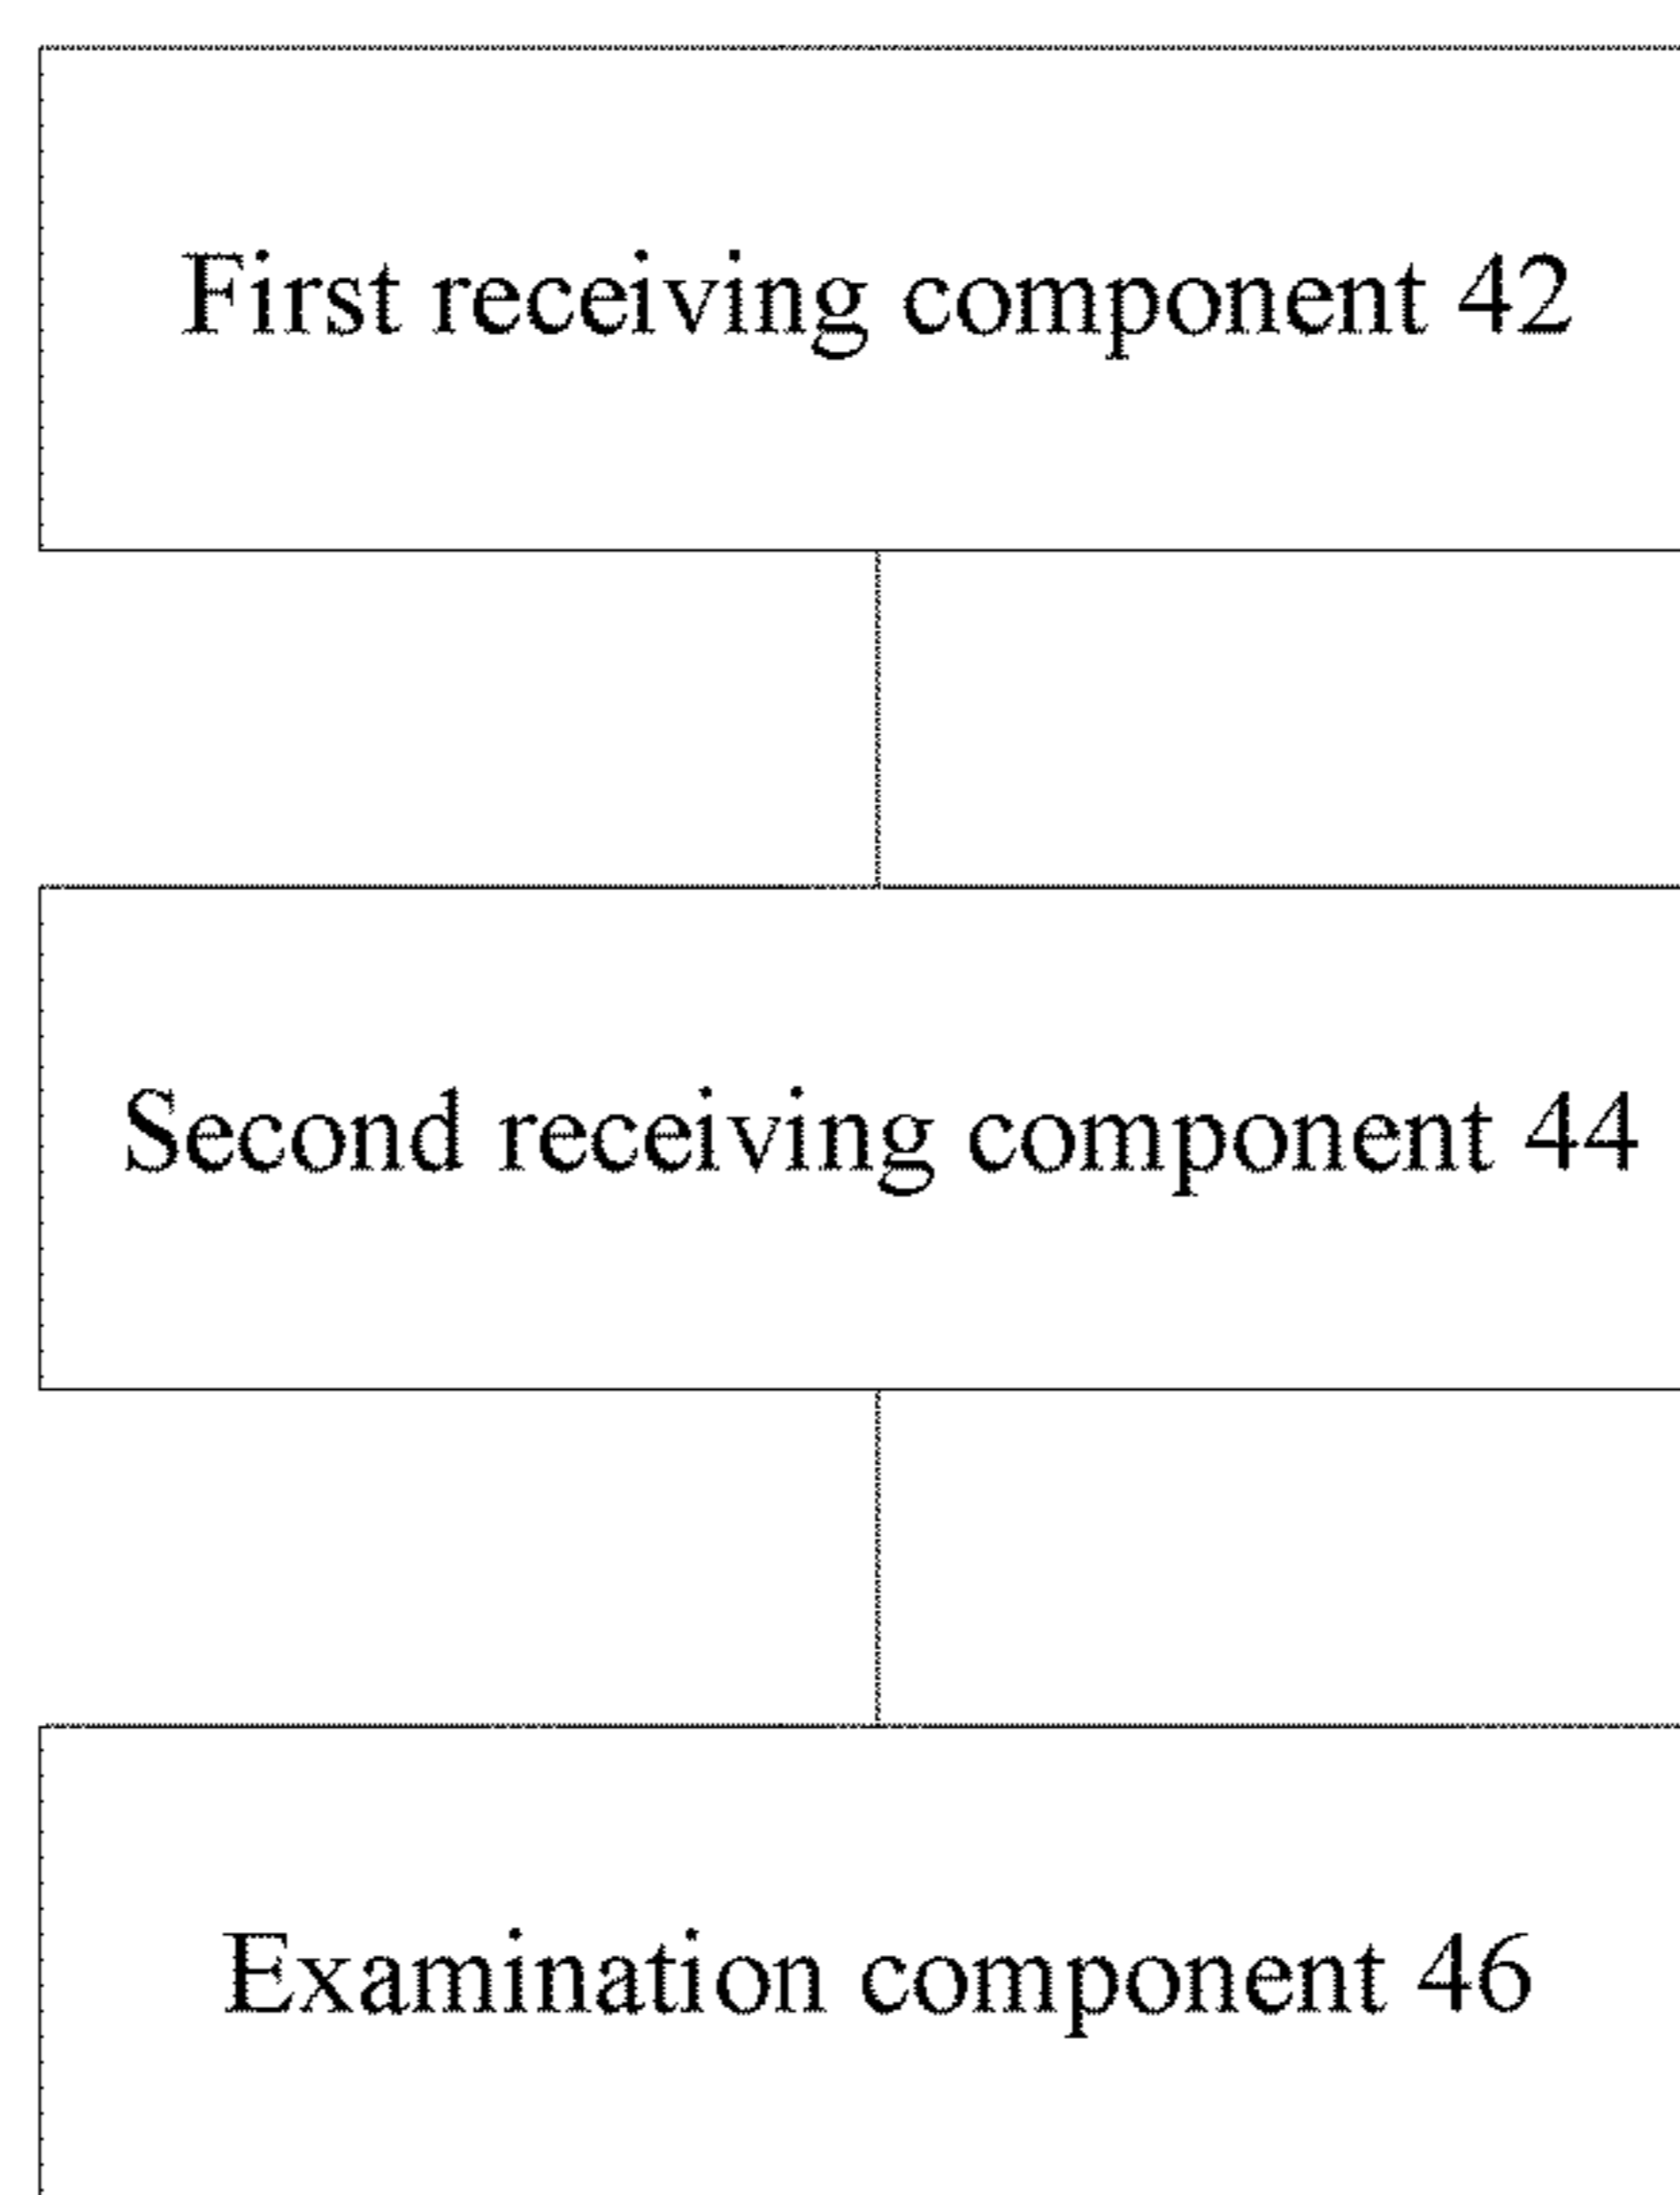 First receiving component 42
Second receiving component 44
Examination component 46